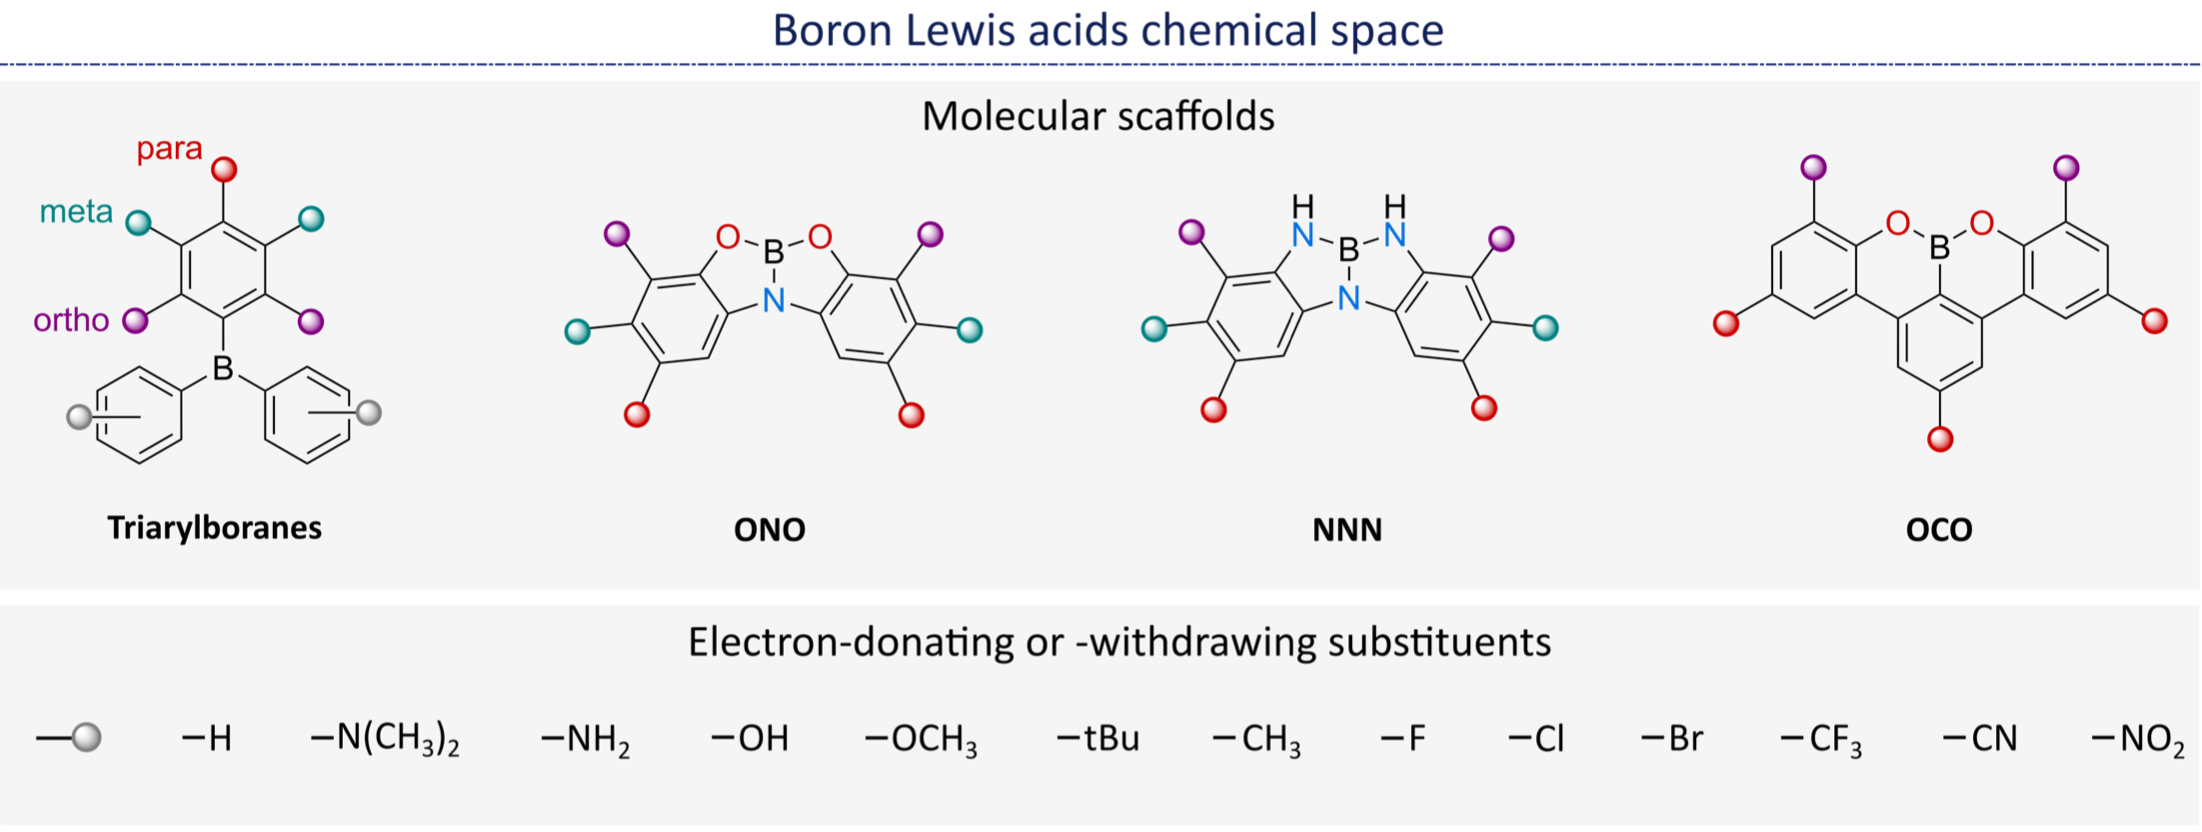 Boron Lewis acids chemical space
Molecular scaffolds
para
meta
ortho
B
Triarylboranes
O B O
N
ONO
H H
N B N
N
NNN
O B O
OCO
Electron-donating or -withdrawing substituents
–H –N(CH₃)₂ –NH₂ –OH –OCH₃ –tBu –CH₃ –F –Cl –Br –CF₃ –CN –NO₂